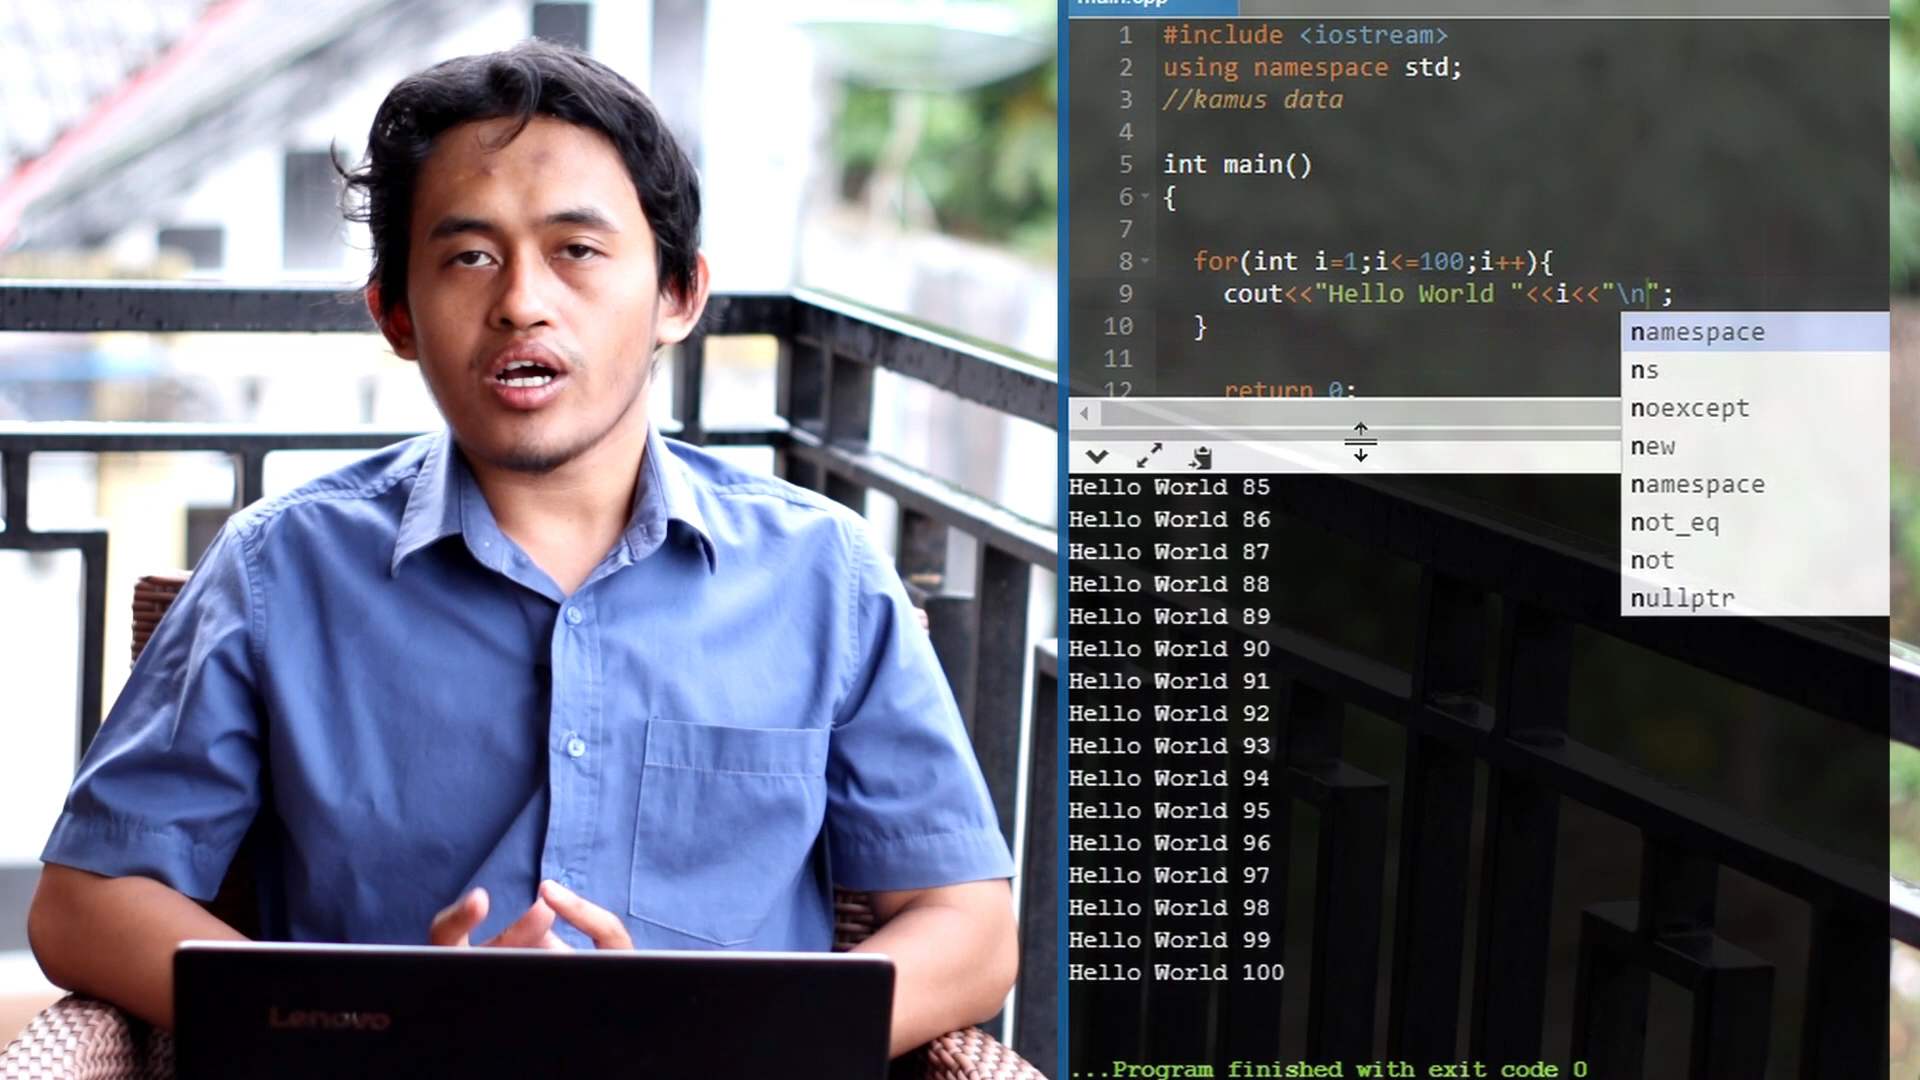 main.cpp
1 #include <iostream>
2 using namespace std;
3 //kamus data
4
5 int main()
6 {
7
8 for(int i=1;i<=100;i++){
9 cout<<"Hello World "<<i<<"\n";
10 }
11
12 return 0;
namespace
ns
noexcept
new
namespace
not_eq
not
nullptr
Hello World 85
Hello World 86
Hello World 87
Hello World 88
Hello World 89
Hello World 90
Hello World 91
Hello World 92
Hello World 93
Hello World 94
Hello World 95
Hello World 96
Hello World 97
Hello World 98
Hello World 99
Hello World 100
...Program finished with exit code 0
Lenovo